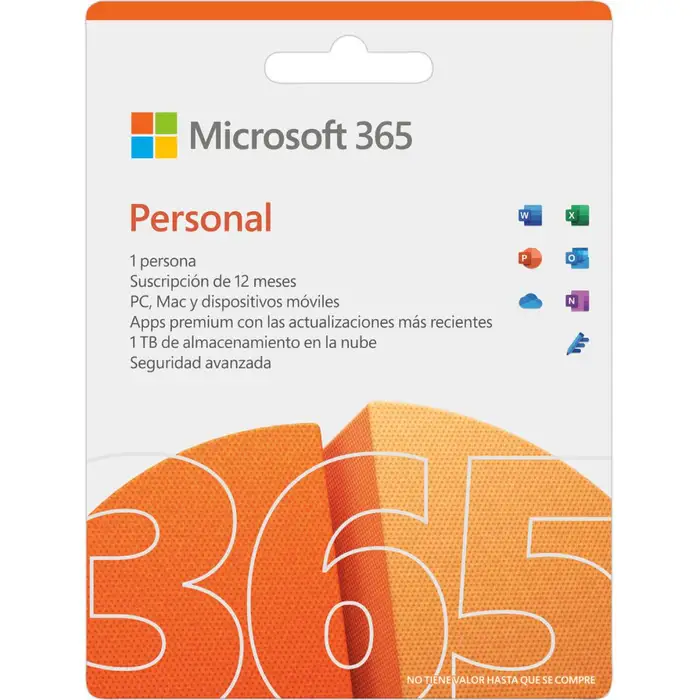 Microsoft 365
Personal
1 persona
Suscripción de 12 meses
PC, Mac y dispositivos móviles
Apps premium con las actualizaciones más recientes
1 TB de almacenamiento en la nube
Seguridad avanzada
W X
P O
N
365
NO TIENE VALOR HASTA QUE SE COMPRE